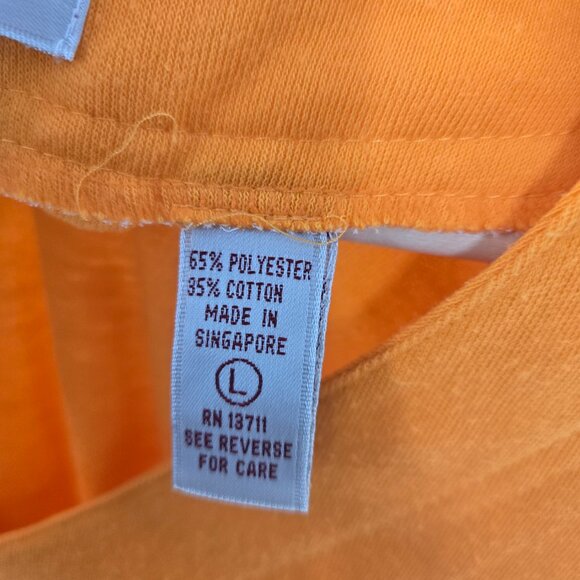 65% POLYESTER
35% COTTON
MADE IN
SINGAPORE
L
RN 13711
SEE REVERSE
FOR CARE